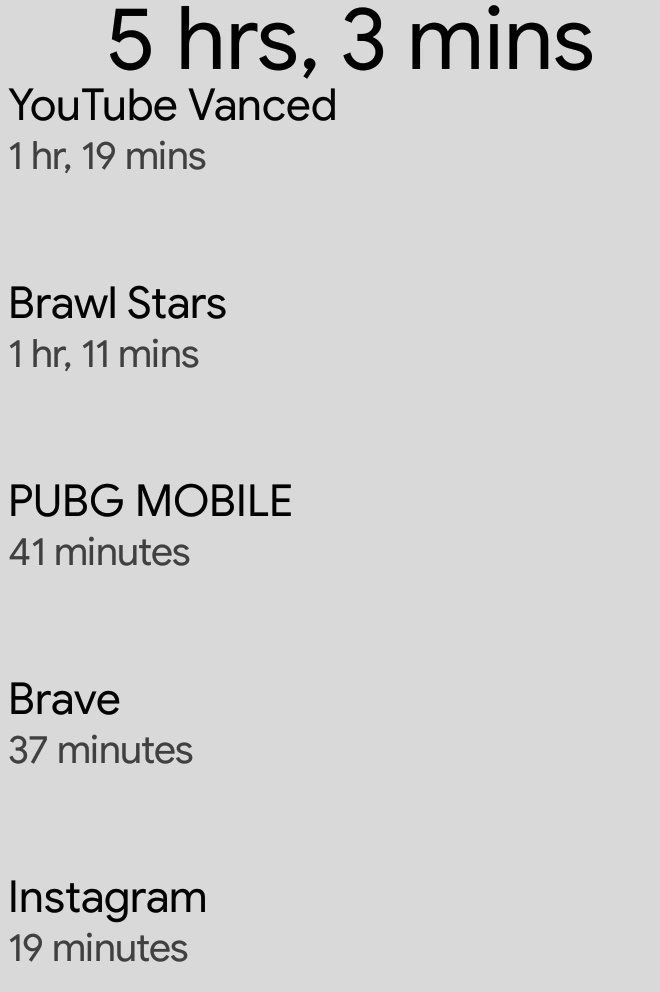 5 hrs, 3 mins
YouTube Vanced
1 hr, 19 mins
Brawl Stars
1 hr, 11 mins
PUBG MOBILE
41 minutes
Brave
37 minutes
Instagram
19 minutes